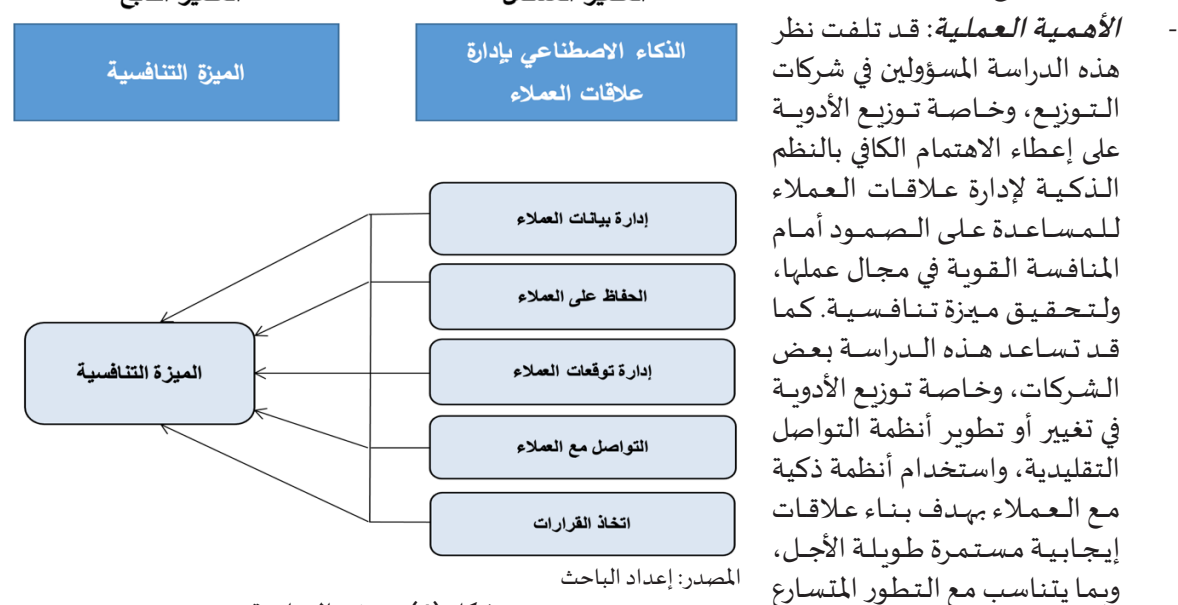 - الأهمية العملية: قد تلفت نظر
هذه الدراسة المسؤولين في شركات
التوزيع، وخاصة توزيع الأدوية
على إعطاء الاهتمام الكافي بالنظم
الذكية لإدارة علاقات العملاء
للمساعدة على الصمود أمام
المنافسة القوية في مجال عملها،
ولتحقيق ميزة تنافسية. كما
قد تساعد هذه الدراسة بعض
الشركات، وخاصة توزيع الأدوية
في تغيير أو تطوير أنظمة التواصل
التقليدية، واستخدام أنظمة ذكية
مع العملاء بهدف بناء علاقات
إيجابية مستمرة طويلة الأجل،
وبما يتناسب مع التطور المتسارع
الذكاء الاصطناعي بإدارة
علاقات العملاء
الميزة التنافسية
إدارة بيانات العملاء
الحفاظ على العملاء
إدارة توقعات العملاء
التواصل مع العملاء
اتخاذ القرارات
الميزة التنافسية
المصدر: إعداد الباحث